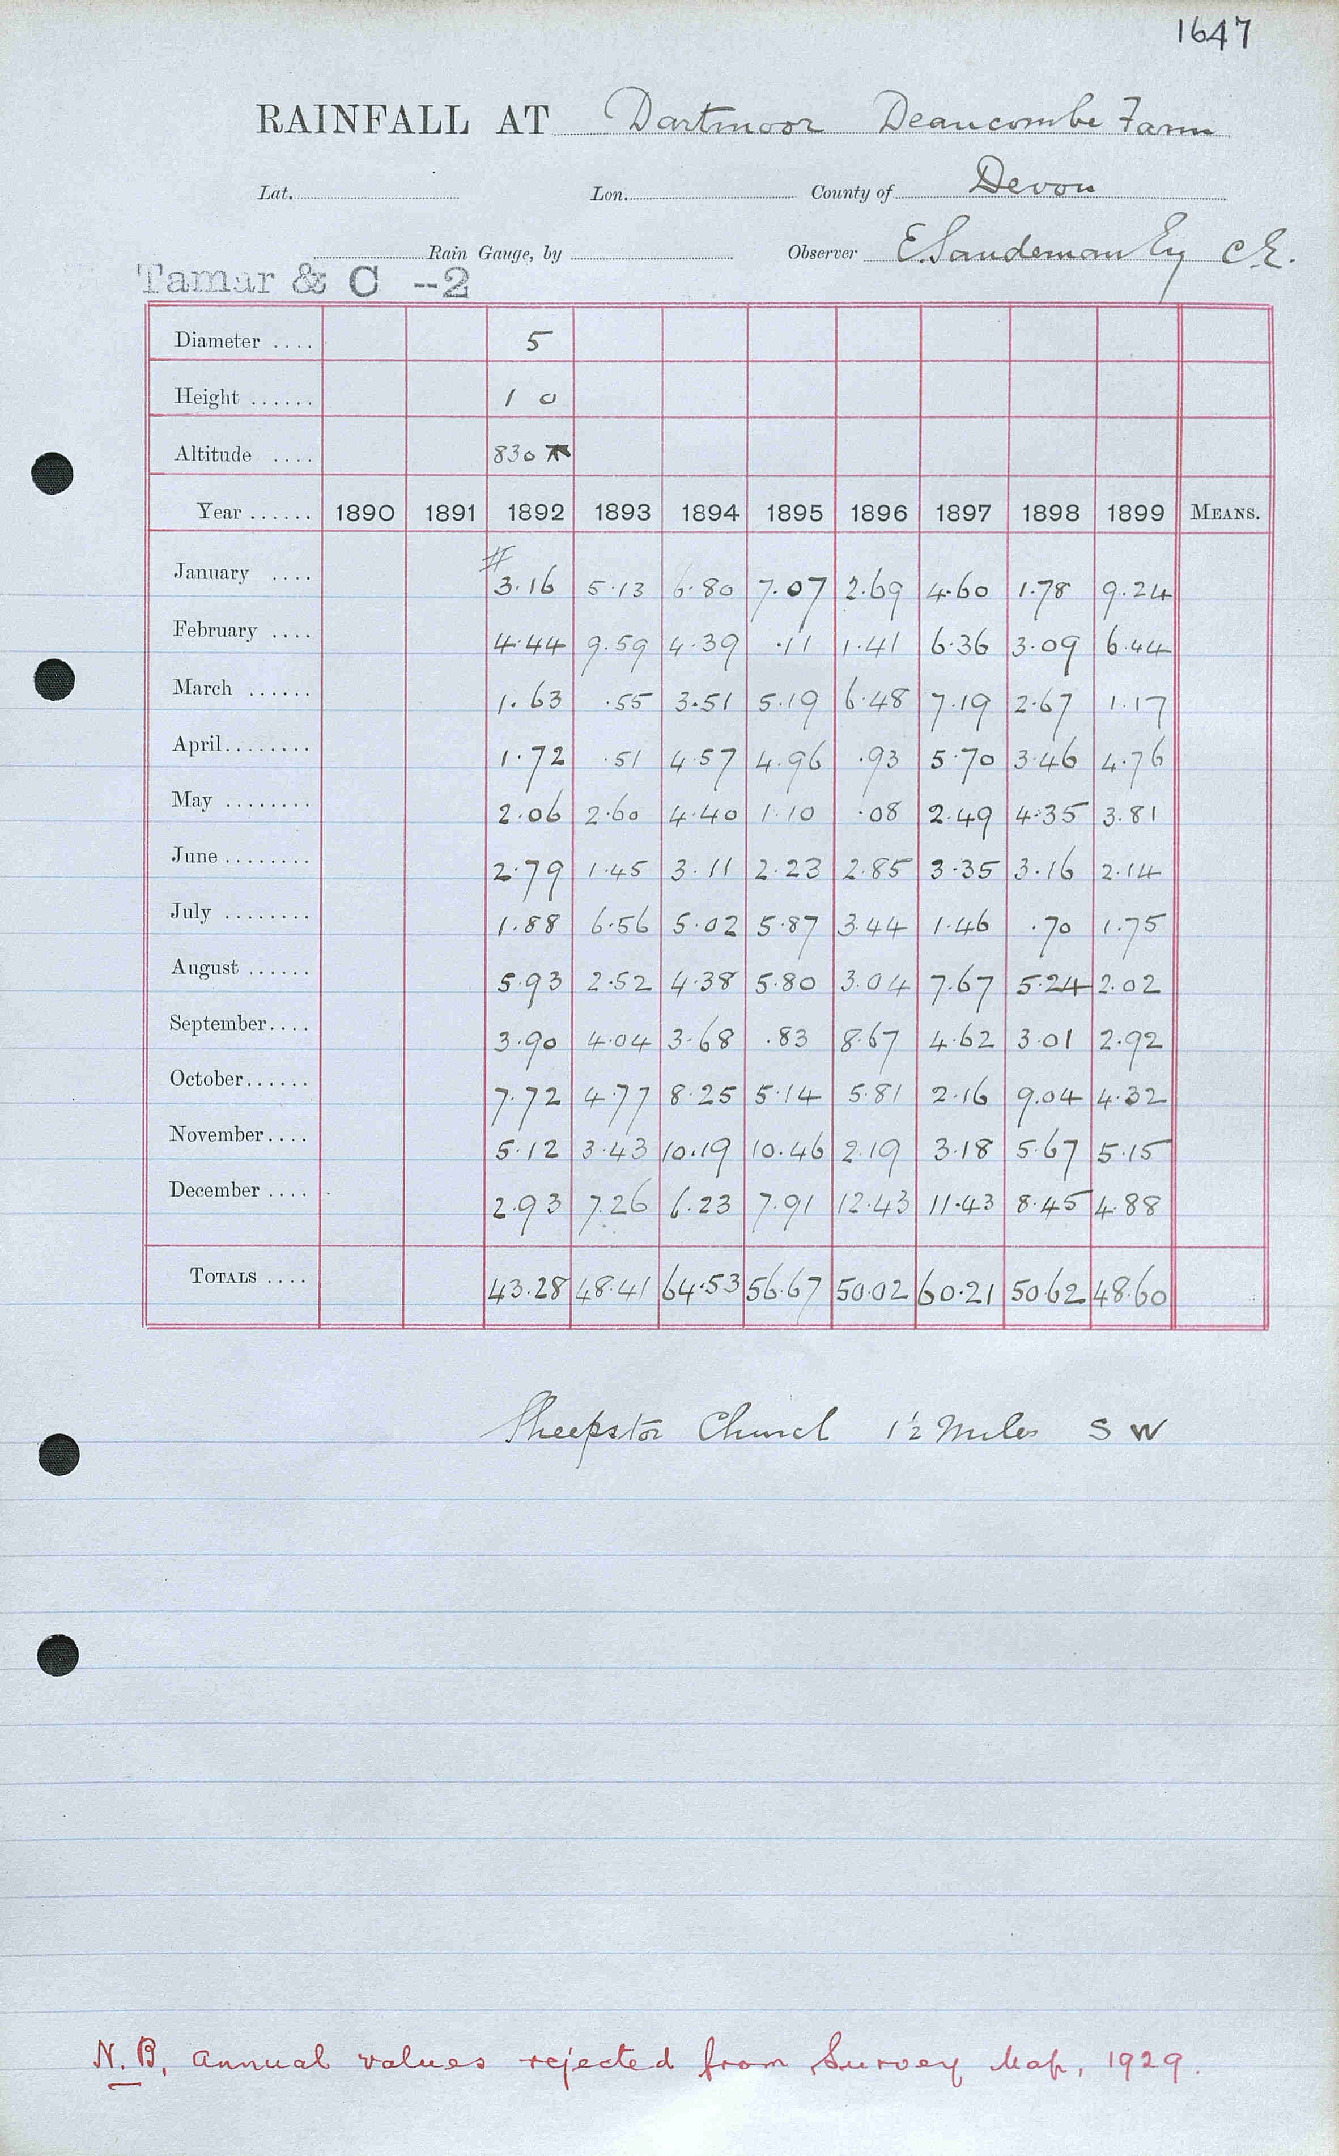 1647
RAINFALL AT Dartmoor Deancombe Farm
Lat. Lon. County of Devon
Rain Gauge, by Observer E. Sandeman Esq C.E.
Tamar & C --2
Diameter .... 5
Height ...... 1 0
Altitude .... 830
Year ...... 1890 1891 1892 1893 1894 1895 1896 1897 1898 1899 MEANS.
#
January .... 3.16 5.13 6.80 7.07 2.69 4.60 1.78 9.24
February .... 4.44 9.59 4.39 .11 1.41 6.36 3.09 6.44
March ...... 1.63 .55 3.51 5.19 6.48 7.19 2.67 1.17
April........ 1.72 .51 4.57 4.96 .93 5.70 3.46 4.76
May ........ 2.06 2.60 4.40 1.10 .08 2.49 4.35 3.81
June ........ 2.79 1.45 3.11 2.23 2.85 3.35 3.16 2.14
July ........ 1.88 6.56 5.02 5.87 3.44 1.46 .70 1.75
August ...... 5.93 2.52 4.38 5.80 3.04 7.67 5.24 2.02
September.... 3.90 4.04 3.68 .83 8.67 4.62 3.01 2.92
October...... 7.72 4.77 8.25 5.14 5.81 2.16 9.04 4.32
November.... 5.12 3.43 10.19 10.46 2.19 3.18 5.67 5.15
December .... 2.93 7.26 6.23 7.91 12.43 11.43 8.45 4.88
TOTALS .... 43.28 48.41 64.53 56.67 50.02 60.21 50.62 48.60
Sheepstor Church 1½ miles S W
N.B. Annual values rejected from Survey Map, 1929.